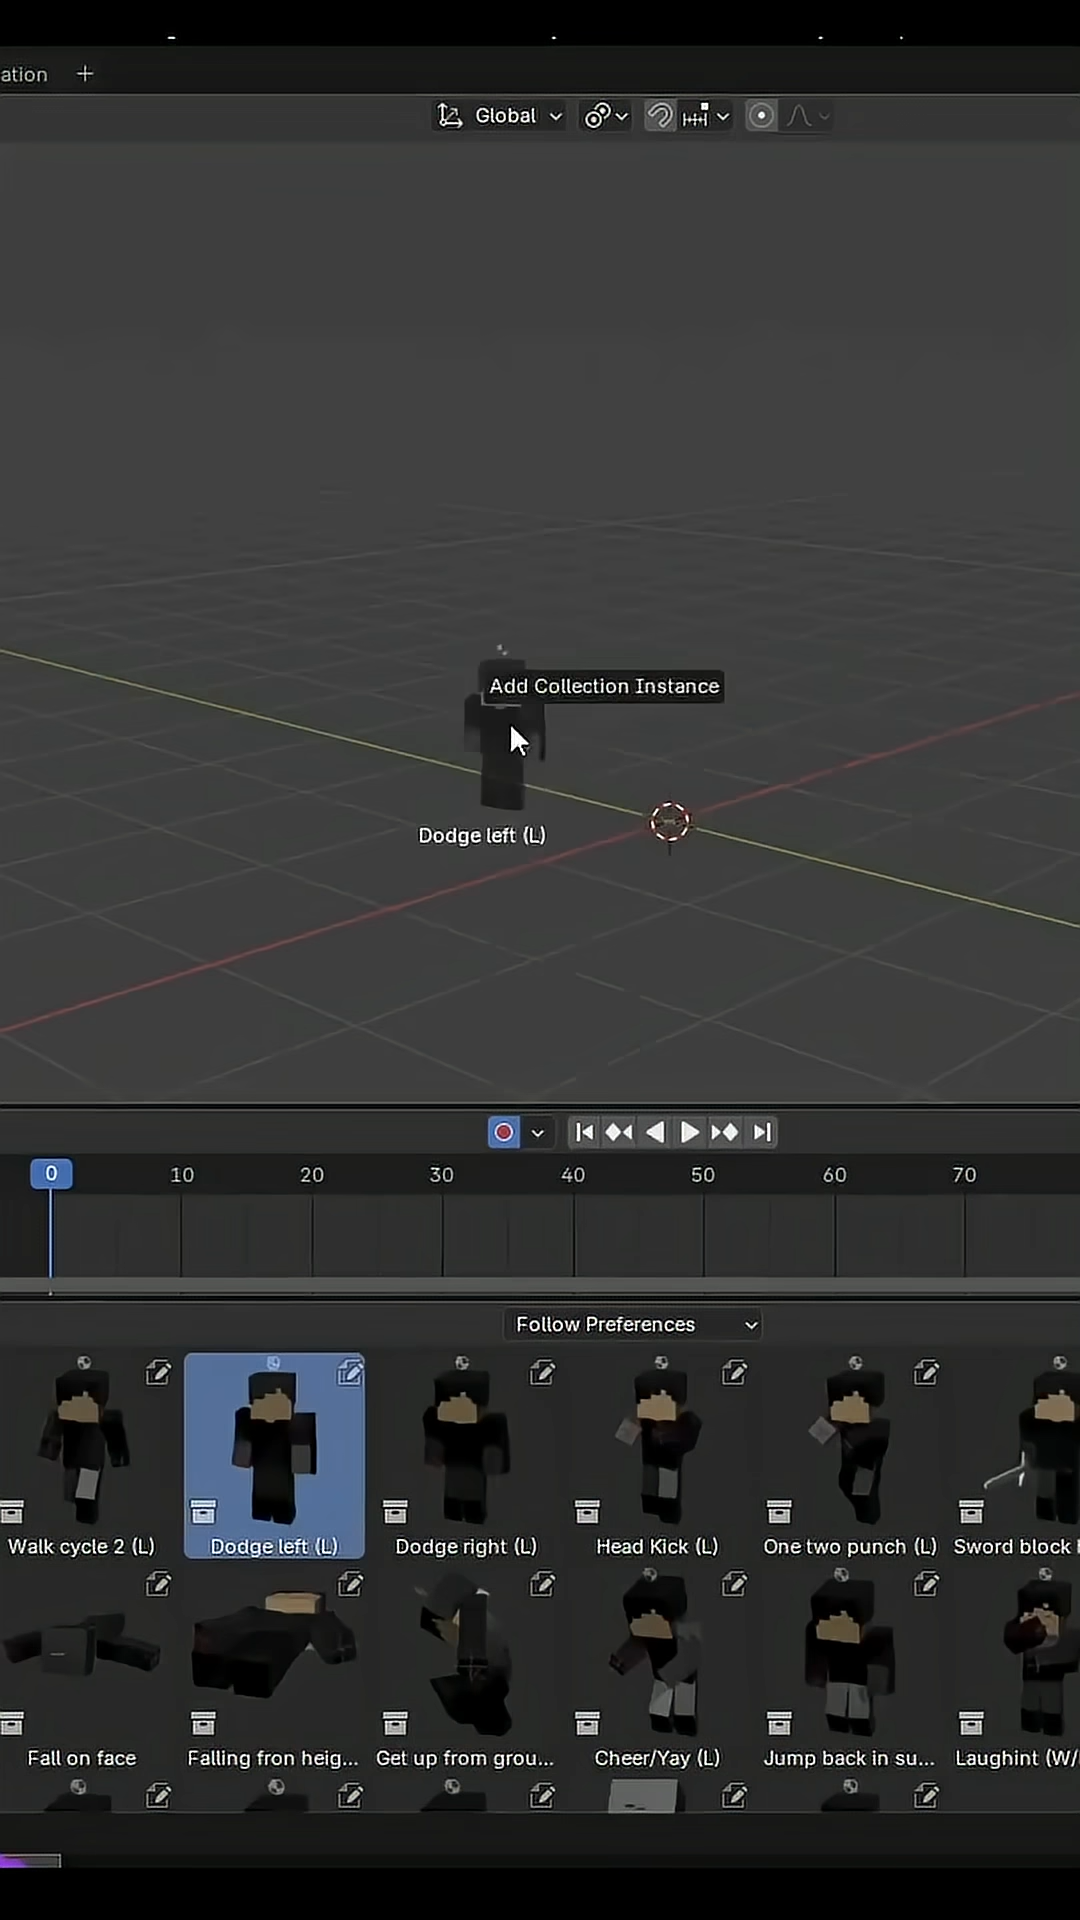 ation +
Global
Add Collection Instance
Dodge left (L)
0 10 20 30 40 50 60 70
Follow Preferences
Walk cycle 2 (L) Dodge left (L) Dodge right (L) Head Kick (L) One two punch (L) Sword block
Fall on face Falling fron heig... Get up from grou... Cheer/Yay (L) Jump back in su... Laughint (W/